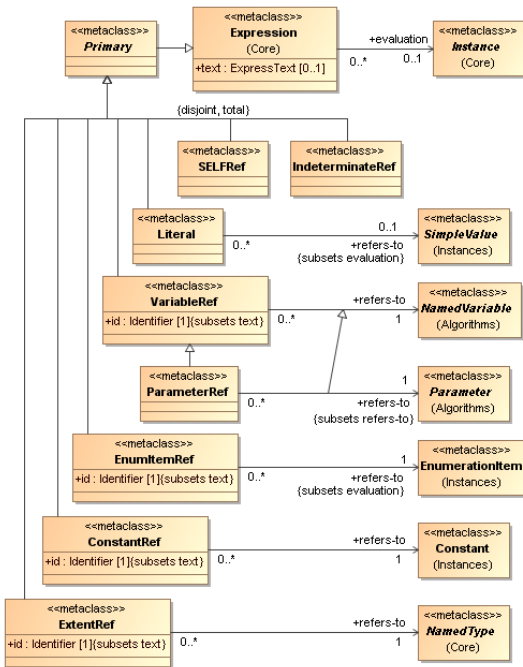 <<metaclass>>
Primary
<<metaclass>>
Expression
(Core)
+text : ExpressText [0..1]
+evaluation
0..*
0..1
<<metaclass>>
Instance
(Core)
{disjoint, total}
<<metaclass>>
SELFRef
<<metaclass>>
IndeterminateRef
<<metaclass>>
Literal
0..*
0..1
+refers-to
{subsets evaluation}
<<metaclass>>
SimpleValue
(Instances)
<<metaclass>>
VariableRef
+id : Identifier [1]{subsets text}
0..*
+refers-to
1
<<metaclass>>
NamedVariable
(Algorithms)
<<metaclass>>
ParameterRef
0..*
1
+refers-to
{subsets refers-to}
<<metaclass>>
Parameter
(Algorithms)
<<metaclass>>
EnumItemRef
+id : Identifier [1]{subsets text}
0..*
1
+refers-to
{subsets evaluation}
<<metaclass>>
EnumerationItem
(Instances)
<<metaclass>>
ConstantRef
+id : Identifier [1]{subsets text}
0..*
+refers-to
1
<<metaclass>>
Constant
(Instances)
<<metaclass>>
ExtentRef
+id : Identifier [1]{subsets text}
0..*
+refers-to
1
<<metaclass>>
NamedType
(Core)